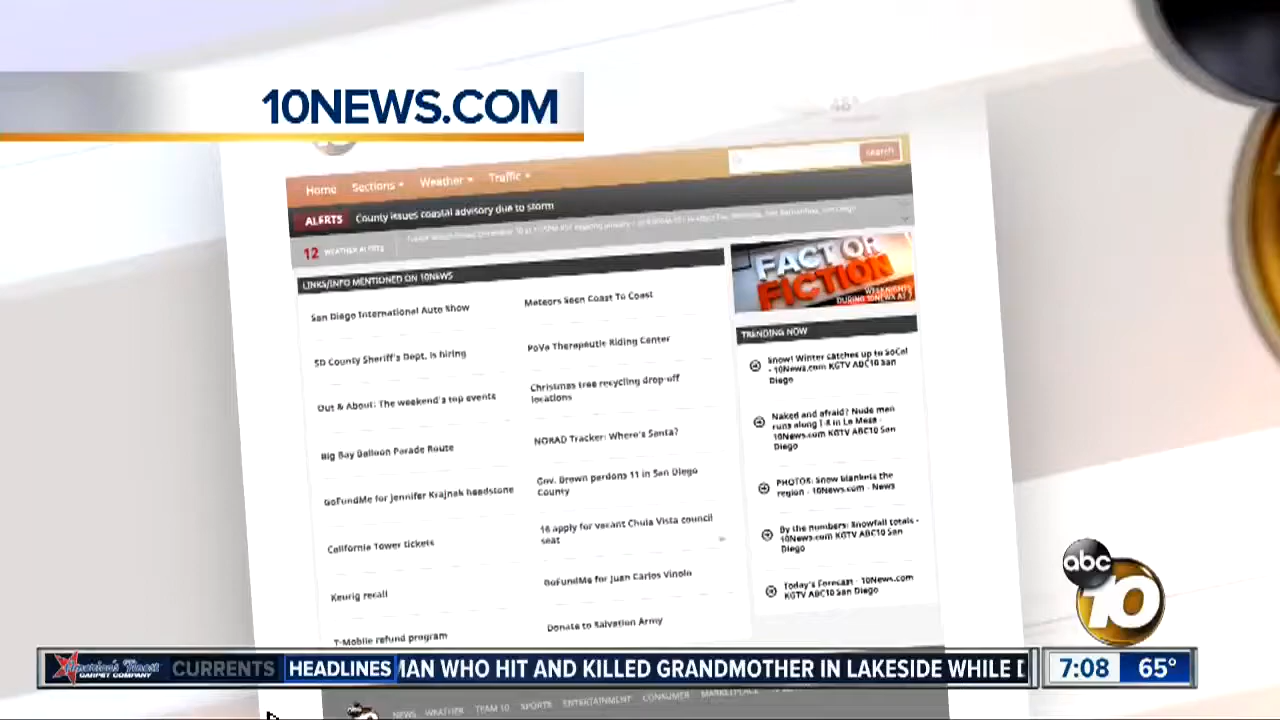 10NEWS.COM
Search
Home Sections Weather Traffic
ALERTS County issues coastal advisory due to storm
12 WEATHER ALERTS
LINKS/INFO MENTIONED ON 10NEWS
San Diego International Auto Show
SD County Sheriff's Dept. is hiring
Out & About: The weekend's top events
Big Bay Balloon Parade Route
GoFundMe for Jennifer Krajnak headstone
California Tower tickets
Keurig recall
T-Mobile refund program
Meteors Seen Coast To Coast
PoVa Therapeutic Riding Center
Christmas tree recycling drop-off
locations
NORAD Tracker: Where's Santa?
Gov. Brown pardons 11 in San Diego
County
16 apply for vacant Chula Vista council
seat
GoFundMe for Juan Carlos Vinolo
Donate to Salvation Army
FACT OR
FICTION
WEEKNIGHTS
DURING 10NEWS AT 7
TRENDING NOW
Snow! Winter catches up to SoCal
- 10News.com KGTV ABC10 San
Diego
Naked and afraid? Nude man
runs along I-8 in La Mesa -
10News.com KGTV ABC10 San
Diego
PHOTOS: Snow blankets the
region - 10News.com - News
By the numbers: Snowfall totals -
10News.com KGTV ABC10 San
Diego
Today's Forecast - 10News.com
KGTV ABC10 San Diego
abc
10
America's Finest
CARPET COMPANY
CURRENTS HEADLINES MAN WHO HIT AND KILLED GRANDMOTHER IN LAKESIDE WHILE D
7:08 65°
NEWS WEATHER TEAM 10 SPORTS ENTERTAINMENT CONSUMER MARKETPLACE